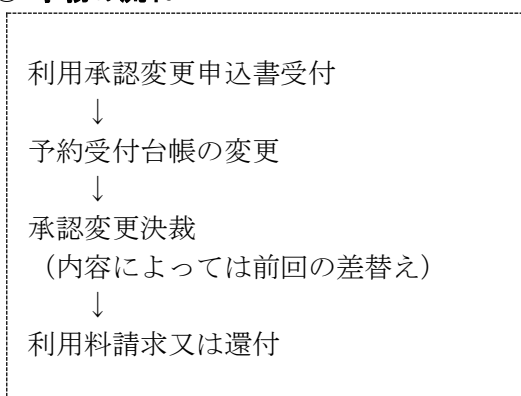 利用承認変更申込書受付
↓
予約受付台帳の変更
↓
承認変更決裁
(内容によっては前回の差替え)
↓
利用料請求又は還付